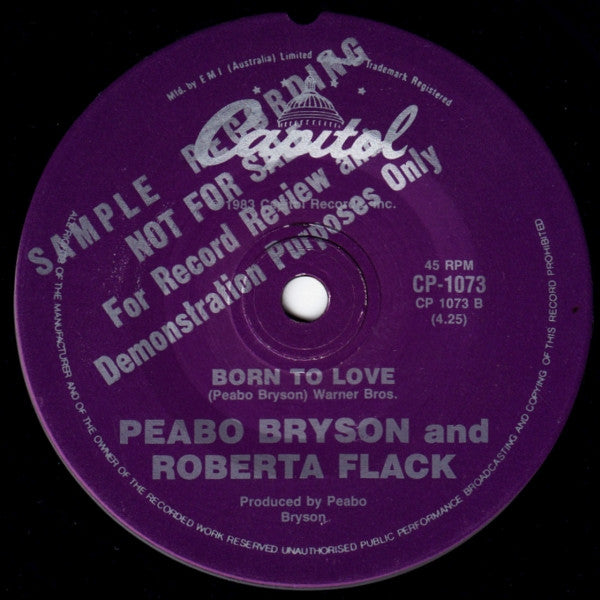 Mfd. by E M I (Australia) Limited
Trademark Registered
Capitol
SAMPLE RECORDING
NOT FOR SALE
For Record Review and
Demonstration Purposes Only
℗ 1983 Capitol Records, Inc.
45 RPM
CP-1073
CP 1073 B
(4.25)
BORN TO LOVE
(Peabo Bryson) Warner Bros.
PEABO BRYSON and
ROBERTA FLACK
Produced by Peabo
Bryson
ALL RIGHTS OF THE MANUFACTURER AND OF THE OWNER OF THE RECORDED WORK RESERVED UNAUTHORISED PUBLIC PERFORMANCE BROADCASTING AND COPYING OF THIS RECORD PROHIBITED